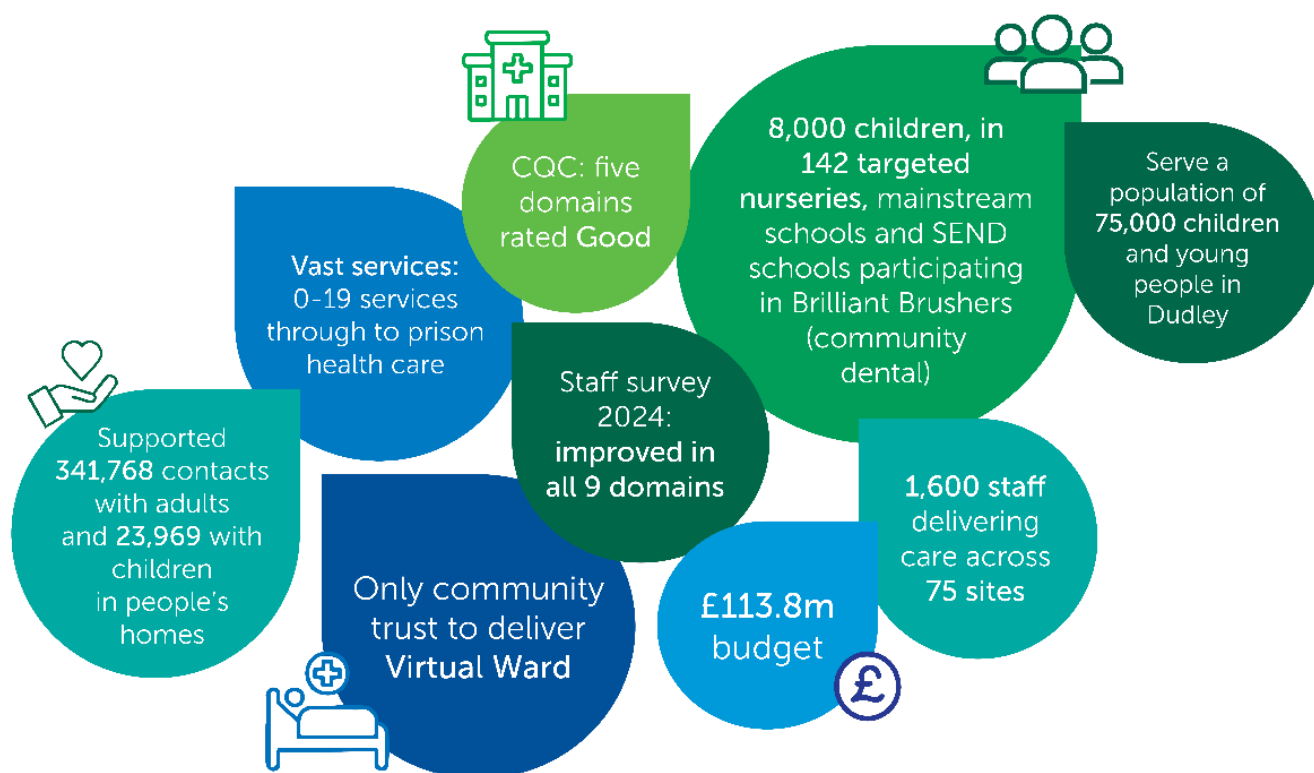 CQC: five
domains
rated Good
8,000 children, in
142 targeted
nurseries, mainstream
schools and SEND
schools participating
in Brilliant Brushers
(community
dental)
Serve a
population of
75,000 children
and young
people in
Dudley
Vast services:
0-19 services
through to prison
health care
Staff survey
2024:
improved in
all 9 domains
Supported
341,768 contacts
with adults
and 23,969 with
children
in people's
homes
Only community
trust to deliver
Virtual Ward
£113.8m
budget
£
1,600 staff
delivering
care across
75 sites